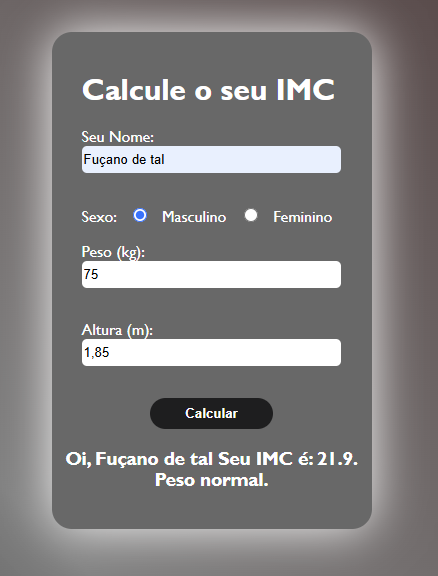 Calcule o seu IMC
Seu Nome:
Fuçano de tal
Sexo: Masculino Feminino
Peso (kg):
75
Altura (m):
1,85
Calcular
Oi, Fuçano de tal Seu IMC é: 21.9.
Peso normal.